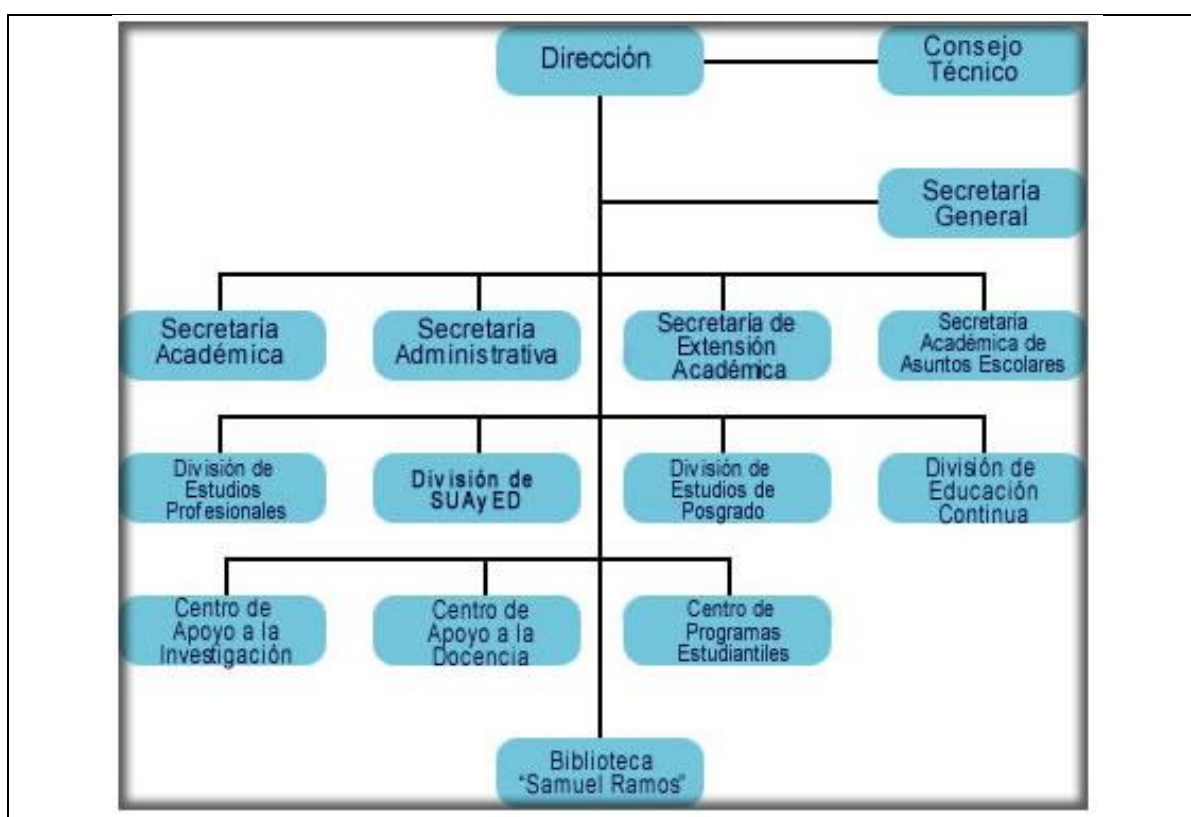 Dirección
Consejo
Técnico
Secretaria
General
Secretaria
Académica
Secretaria
Administrativa
Secretaria de
Extensión
Académica
Secretaria
Académica de
Asuntos Escolares
División de
Estudios
Profesionales
División de
SUAyED
División de
Estudios de
Posgrado
División de
Educación
Continua
Centro de
Apoyo a la
Investigación
Centro de
Apoyo a la
Docencia
Centro de
Programas
Estudiantiles
Biblioteca
"Samuel Ramos"